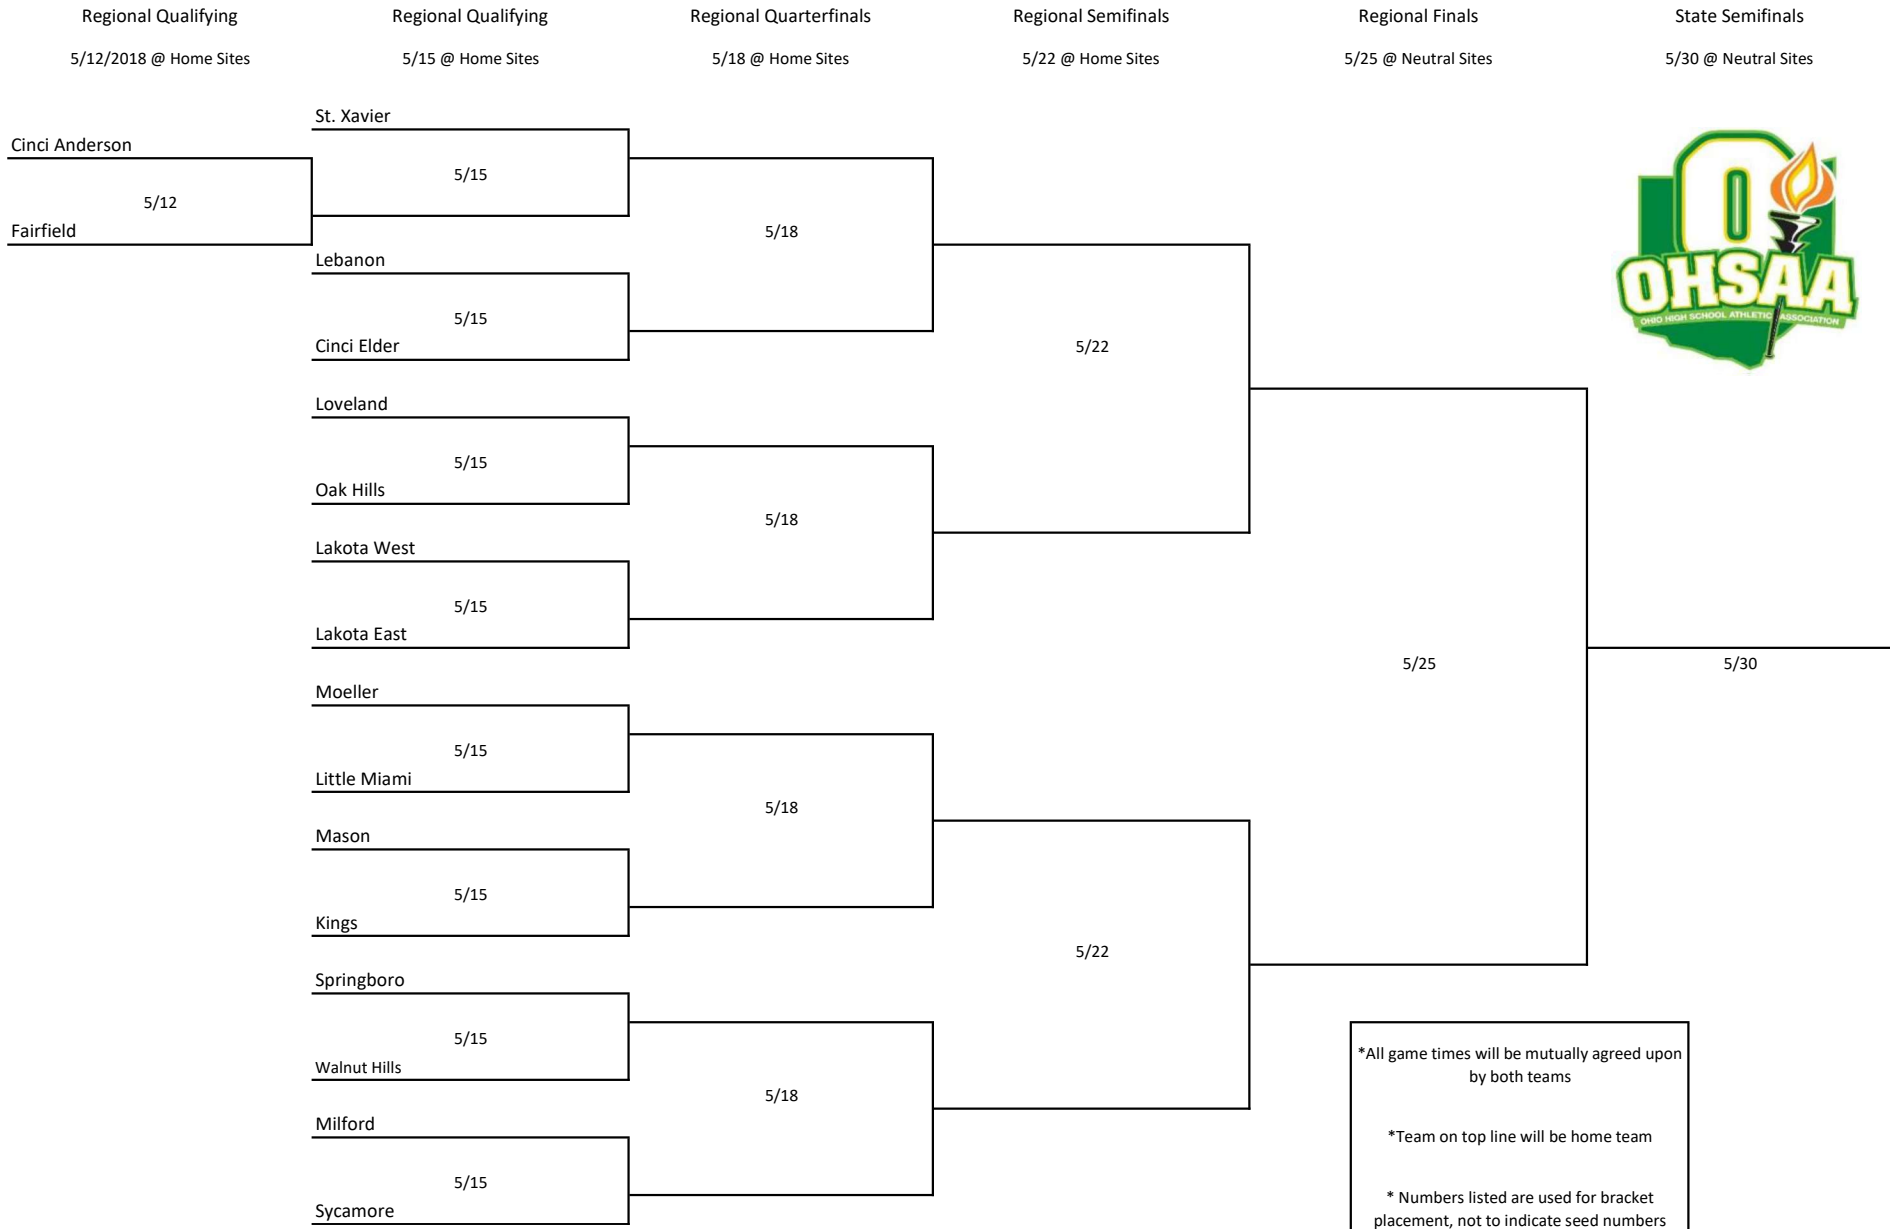 Regional Qualifying
Regional Qualifying
Regional Quarterfinals
Regional Semifinals
Regional Finals
State Semifinals
5/12/2018 @ Home Sites
5/15 @ Home Sites
5/18 @ Home Sites
5/22 @ Home Sites
5/25 @ Neutral Sites
5/30 @ Neutral Sites
St. Xavier
Cinci Anderson
5/15
5/12
Fairfield
5/18
Lebanon
5/15
Cinci Elder
5/22
Loveland
5/15
Oak Hills
5/18
Lakota West
5/15
Lakota East
5/25
5/30
Moeller
5/15
Little Miami
5/18
Mason
5/15
Kings
5/22
Springboro
5/15
Walnut Hills
5/18
Milford
5/15
Sycamore
O
OHSAA
OHIO HIGH SCHOOL ATHLETIC ASSOCIATION
*All game times will be mutually agreed upon
by both teams
*Team on top line will be home team
* Numbers listed are used for bracket
placement, not to indicate seed numbers